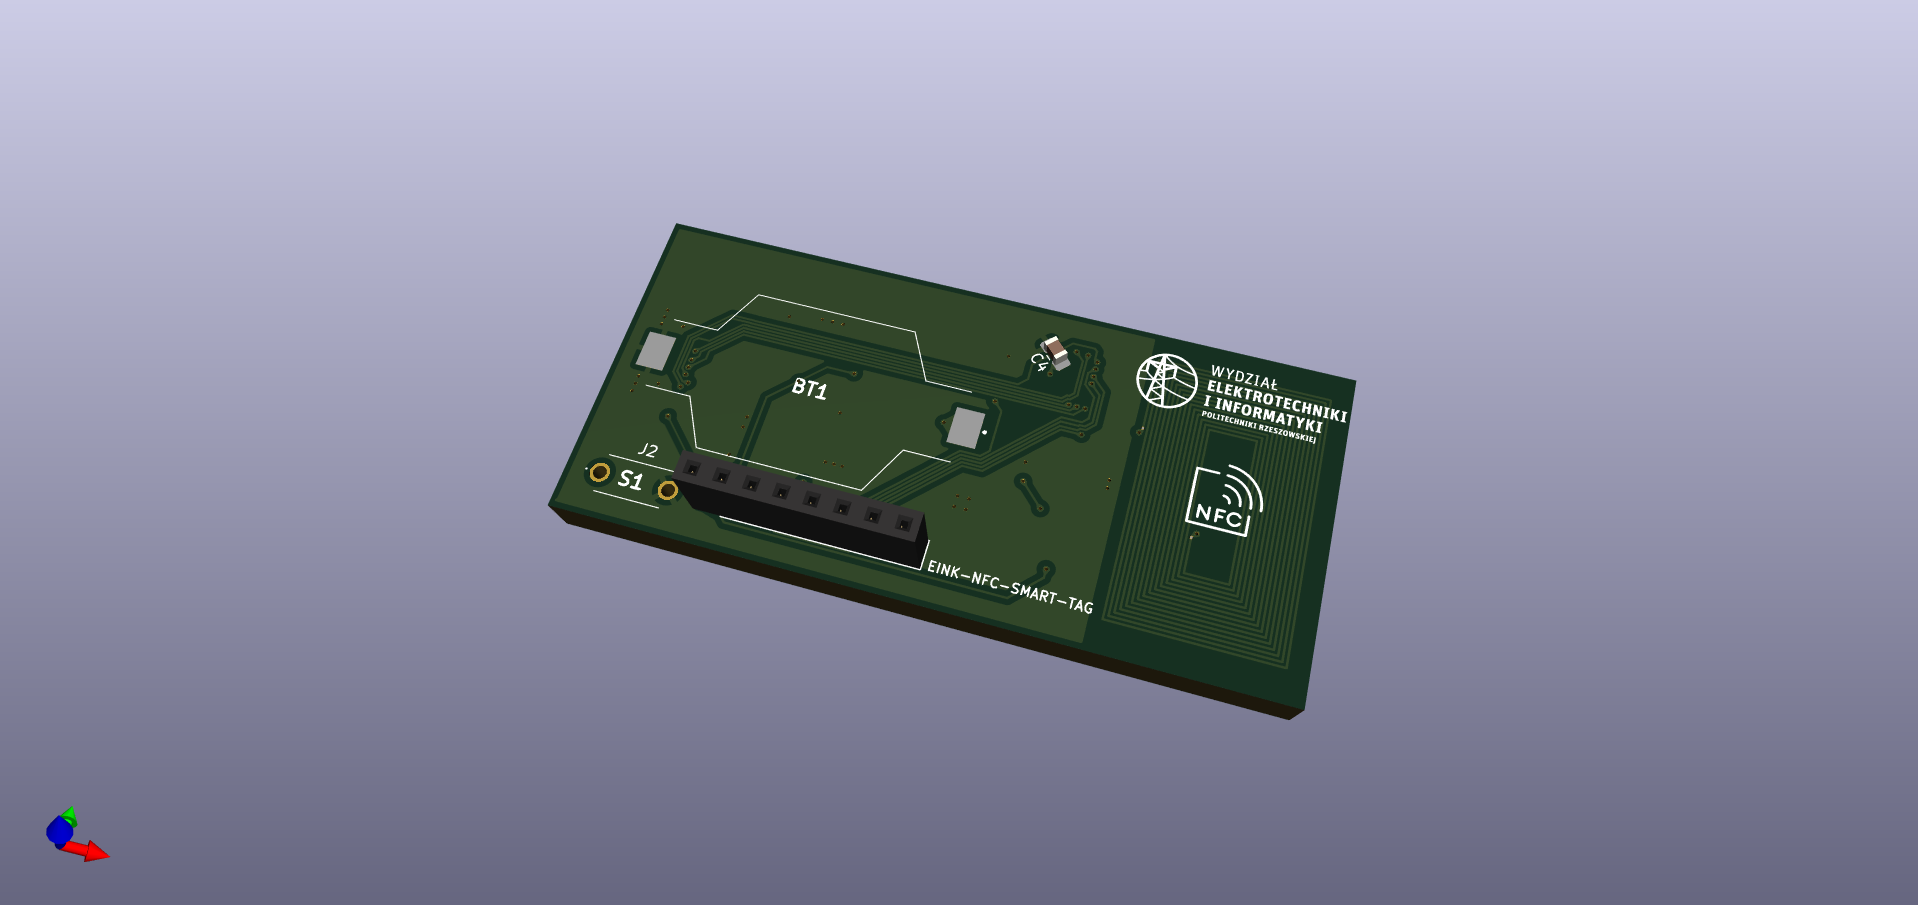 C4
BT1
WYDZIAŁ
ELEKTROTECHNIKI
I INFORMATYKI
POLITECHNIKI RZESZOWSKIEJ
J2
S1
NFC
EINK-NFC-SMART-TAG